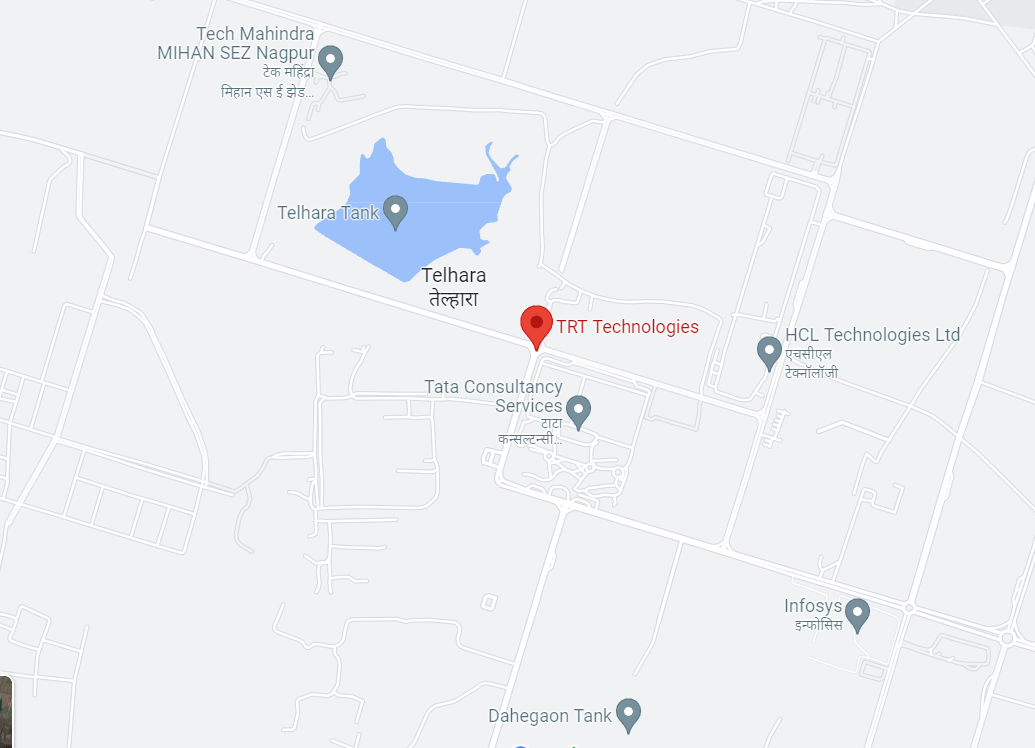 Tech Mahindra
MIHAN SEZ Nagpur
टेक महिंद्रा
मिहान एस ई झेड...
Telhara Tank
Telhara
तेल्हारा
TRT Technologies
HCL Technologies Ltd
एचसीएल
टेक्नॉलॉजी
Tata Consultancy
Services
टाटा
कन्सल्टन्सी...
Infosys
इन्फोसिस
Dahegaon Tank